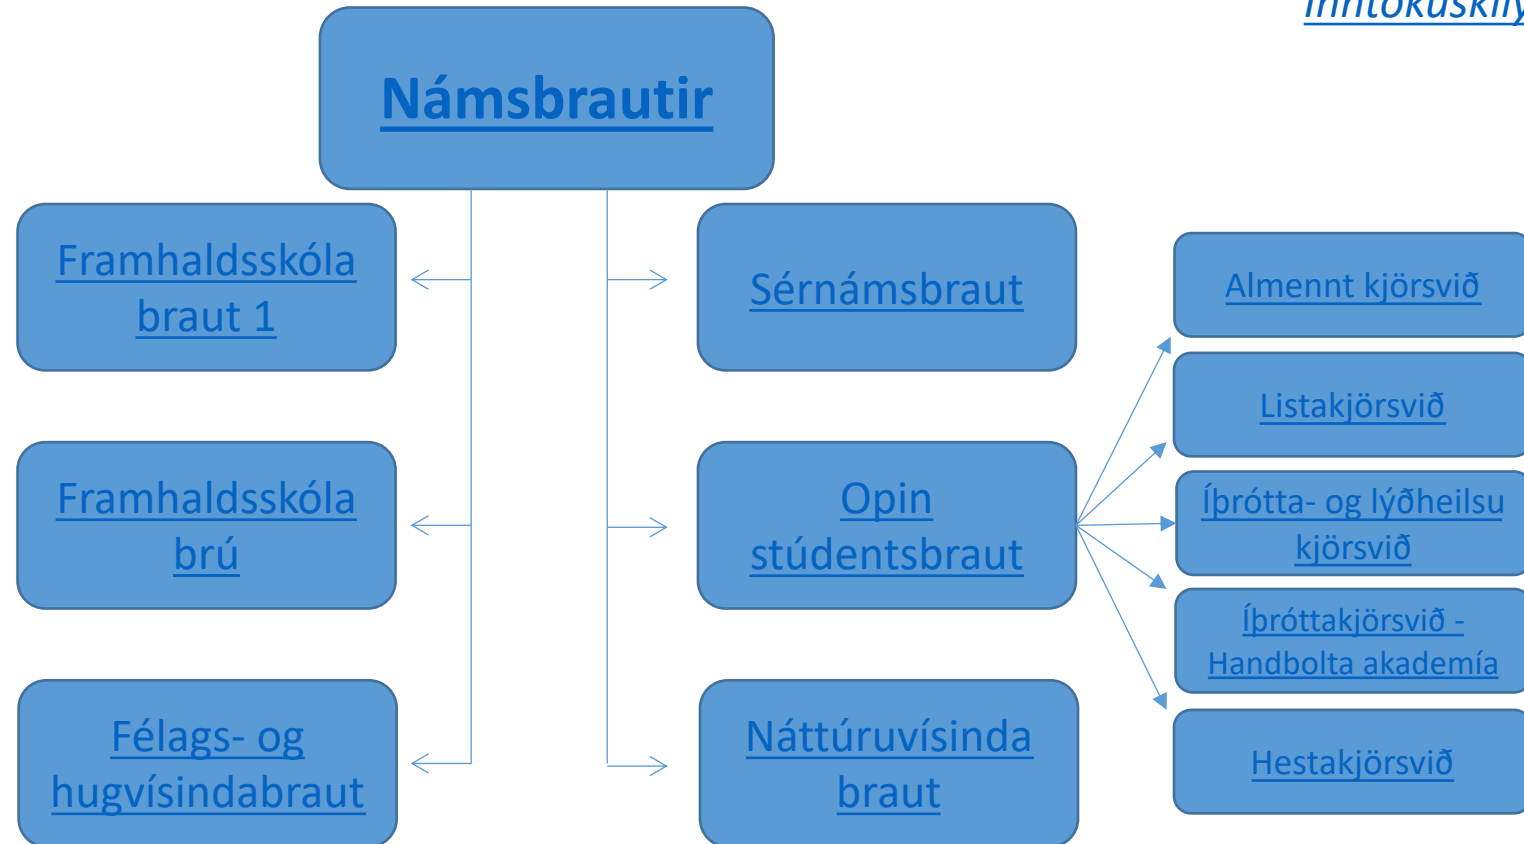 Námsbrautir
Framhaldsskóla
braut 1
Framhaldsskóla
brú
Félags- og
hugvísindabraut
Sérnámsbraut
Opin
stúdentsbraut
Náttúruvísinda
braut
Almennt kjörsvið
Listakjörsvið
Íþrótta- og lýðheilsu
kjörsvið
Íþróttakjörsvið -
Handbolta akademía
Hestakjörsvið